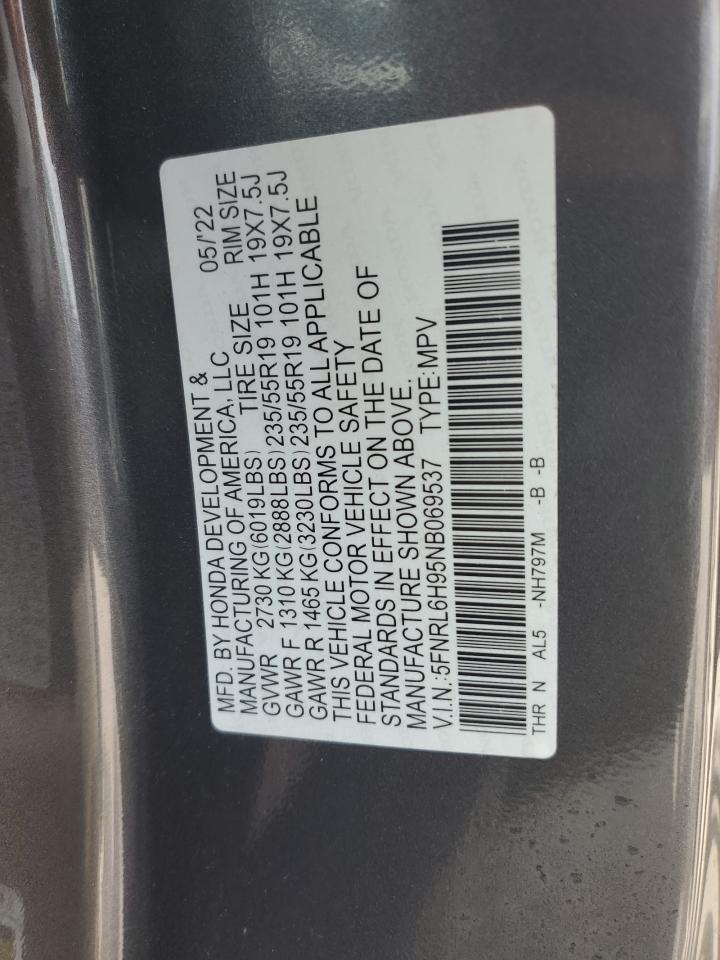 MFD. BY HONDA DEVELOPMENT & 05/'22
MANUFACTURING OF AMERICA, LLC
GVWR 2730 KG(6019LBS) TIRE SIZE RIM SIZE
GAWR F 1310 KG(2888LBS)235/55R19 101H 19X7.5J
GAWR R 1465 KG(3230LBS)235/55R19 101H 19X7.5J
THIS VEHICLE CONFORMS TO ALL APPLICABLE
FEDERAL MOTOR VEHICLE SAFETY
STANDARDS IN EFFECT ON THE DATE OF
MANUFACTURE SHOWN ABOVE.
V.I.N.:5FNRL6H95NB069537 TYPE:MPV
THR N AL5 -NH797M -B -B